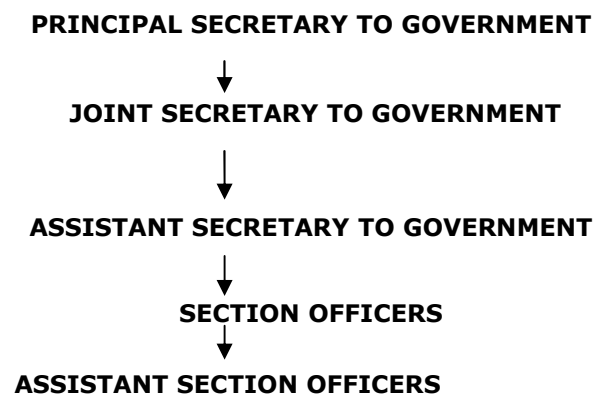 PRINCIPAL SECRETARY TO GOVERNMENT
JOINT SECRETARY TO GOVERNMENT
ASSISTANT SECRETARY TO GOVERNMENT
SECTION OFFICERS
ASSISTANT SECTION OFFICERS